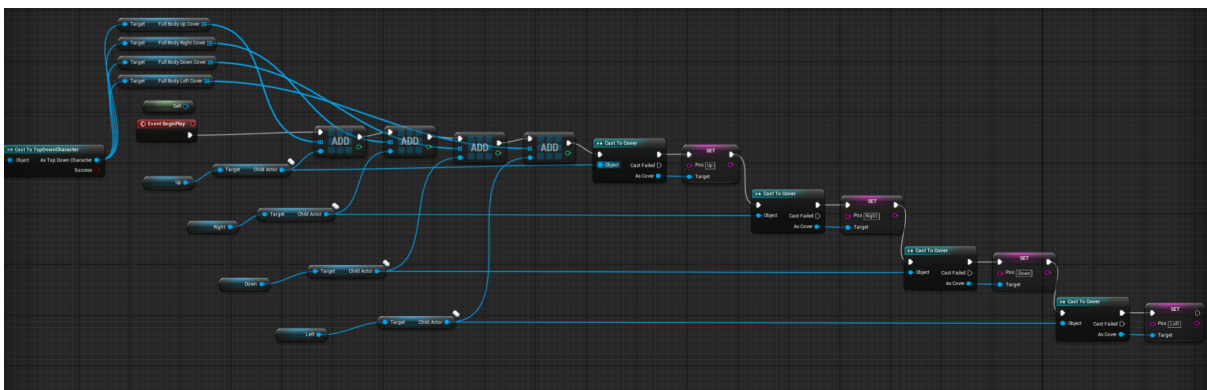 Target Full Body Up Cover
Target Full Body Right Cover
Target Full Body Down Cover
Target Full Body Left Cover
Self
Event BeginPlay
Cast To TopDownCharacter
Object As Top Down Character
Success
ADD
ADD
ADD
ADD
Up
Target Child Actor
Right
Target Child Actor
Down
Target Child Actor
Left
Target Child Actor
Cast To Cover
Object Cast Failed
As Cover
SET
Pos Up
Target
Cast To Cover
Object Cast Failed
As Cover
SET
Pos Right
Target
Cast To Cover
Object Cast Failed
As Cover
SET
Pos Down
Target
Cast To Cover
Object Cast Failed
As Cover
SET
Pos Left
Target